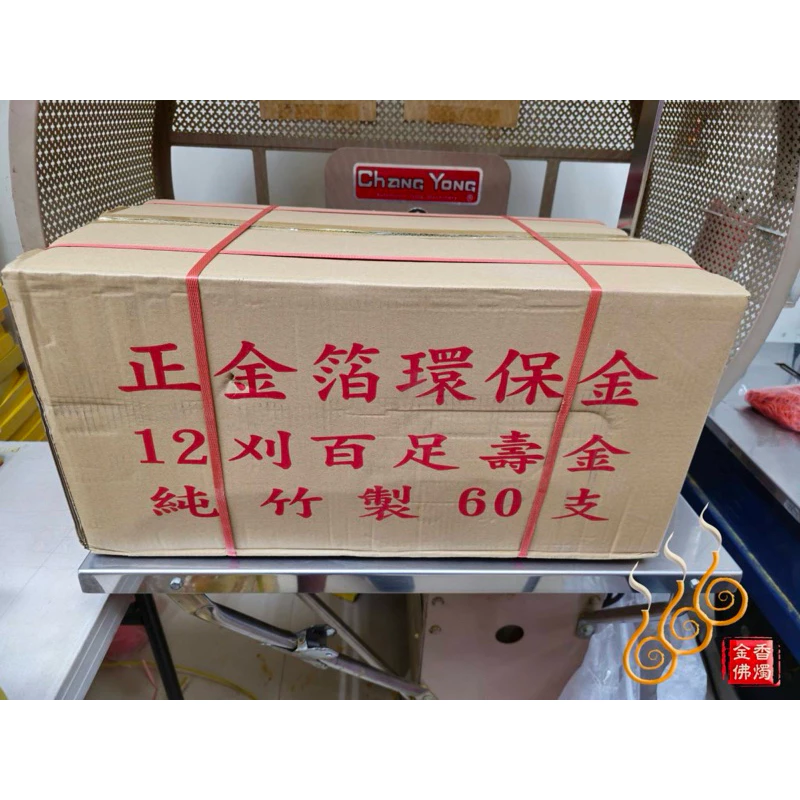 Chang Yong
正金箔環保金
12刈百足壽金
純竹製60支
香燭
金佛